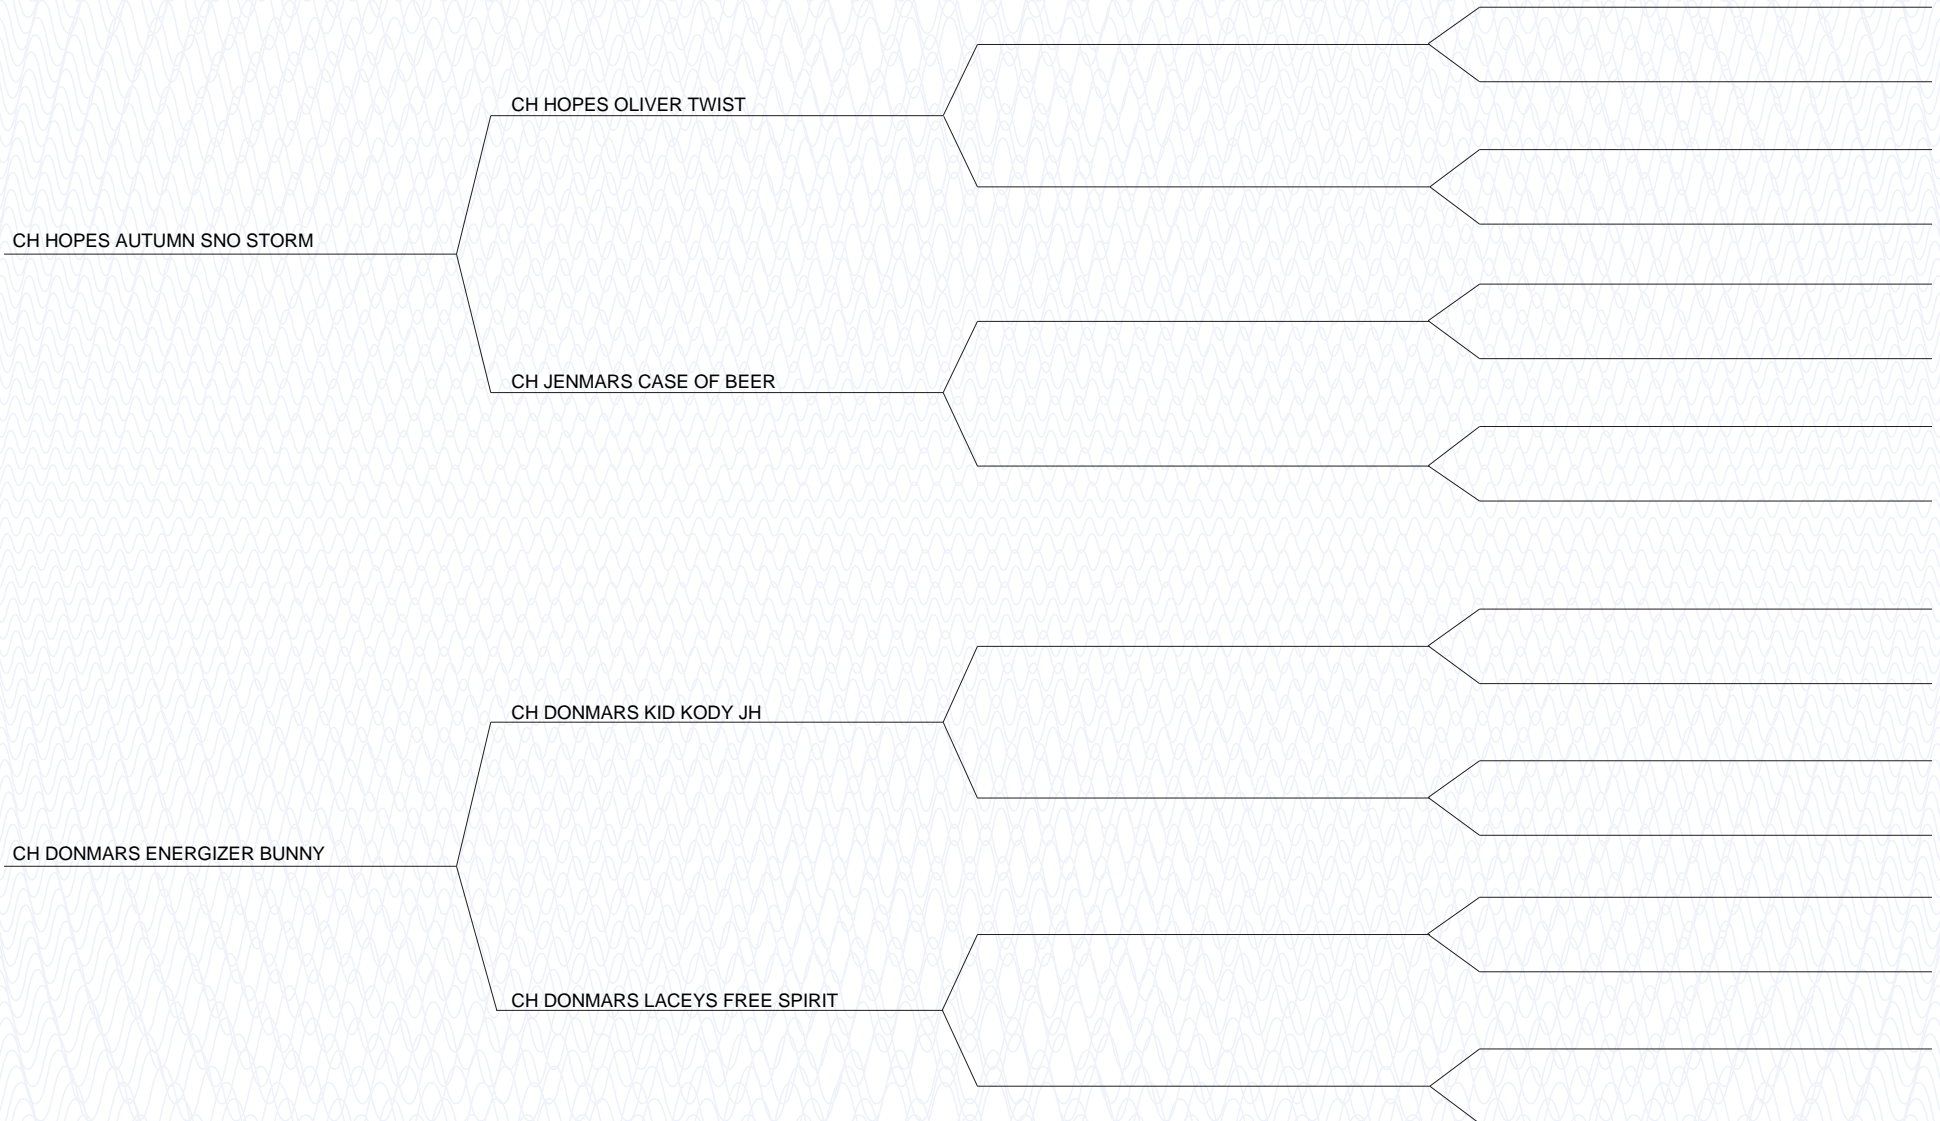 CH HOPES OLIVER TWIST
CH HOPES AUTUMN SNO STORM
CH JENMARS CASE OF BEER
CH DONMARS KID KODY JH
CH DONMARS ENERGIZER BUNNY
CH DONMARS LACEYS FREE SPIRIT